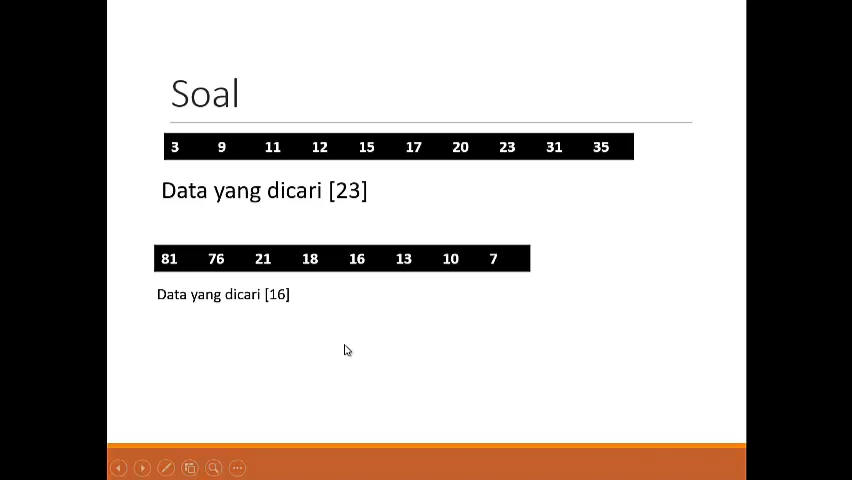 Soal
3 9 11 12 15 17 20 23 31 35
Data yang dicari [23]
81 76 21 18 16 13 10 7
Data yang dicari [16]